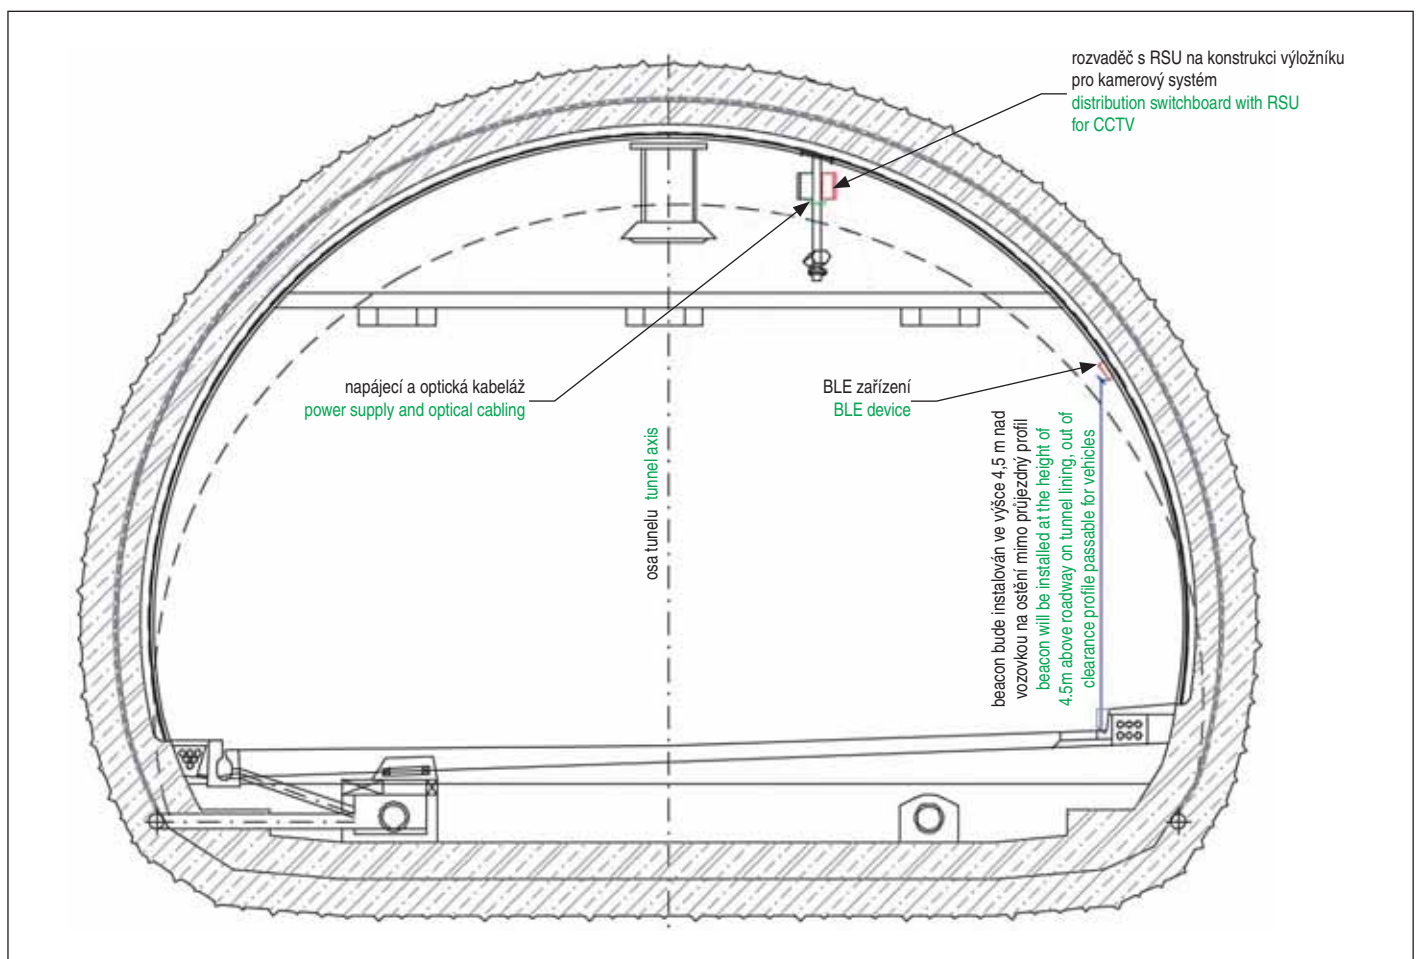 rozvaděč s RSU na konstrukci výložníku
pro kamerový systém
distribution switchboard with RSU
for CCTV
napájecí a optická kabeláž
power supply and optical cabling
BLE zařízení
BLE device
osa tunelu tunnel axis
beacon bude instalován ve výšce 4,5 m nad
vozovkou na ostění mimo průjezdný profil
beacon will be installed at the height of
4.5m above roadway on tunnel lining, out of
clearance profile passable for vehicles